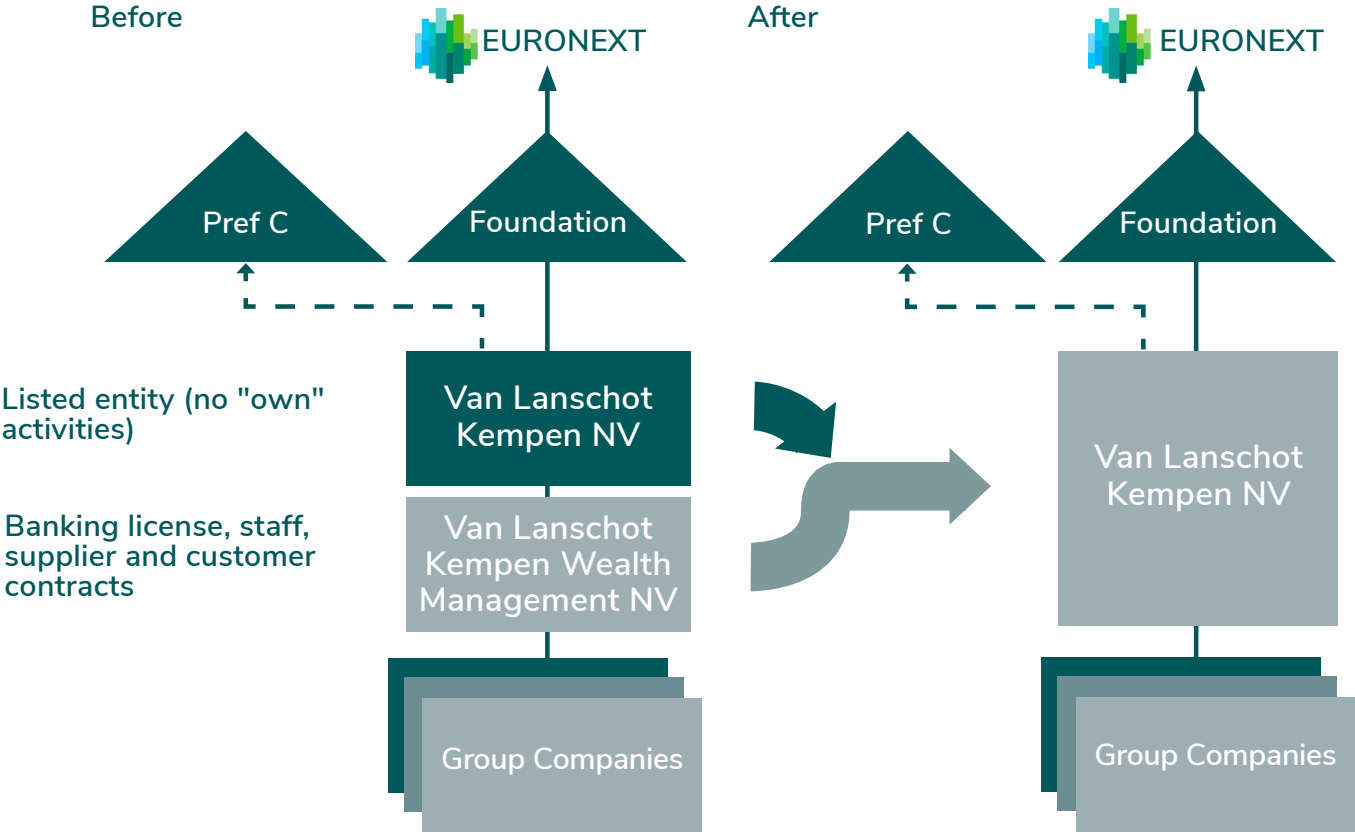 Before
EURONEXT
Pref C
Foundation
Listed entity (no "own"
activities)
Van Lanschot
Kempen NV
Banking license, staff,
supplier and customer
contracts
Van Lanschot
Kempen Wealth
Management NV
Group Companies
After
EURONEXT
Pref C
Foundation
Van Lanschot
Kempen NV
Group Companies